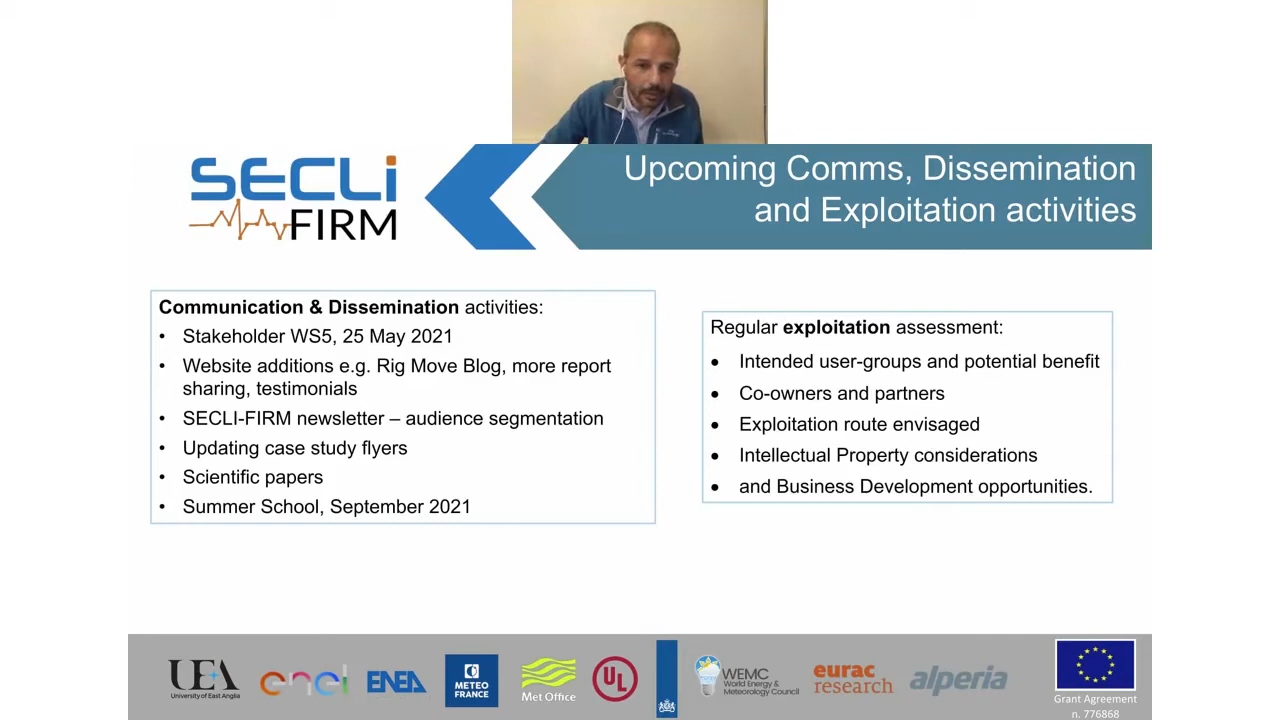 SECLi
FIRM
Upcoming Comms, Dissemination
and Exploitation activities
Communication & Dissemination activities:
• Stakeholder WS5, 25 May 2021
• Website additions e.g. Rig Move Blog, more report
sharing, testimonials
• SECLI-FIRM newsletter – audience segmentation
• Updating case study flyers
• Scientific papers
• Summer School, September 2021
Regular exploitation assessment:
• Intended user-groups and potential benefit
• Co-owners and partners
• Exploitation route envisaged
• Intellectual Property considerations
• and Business Development opportunities.
UEA
University of East Anglia
enel
ENEA
METEO
FRANCE
Met Office
UL
WEMC
World Energy &
Meteorology Council
eurac
research
alperia
Grant Agreement
n. 776868